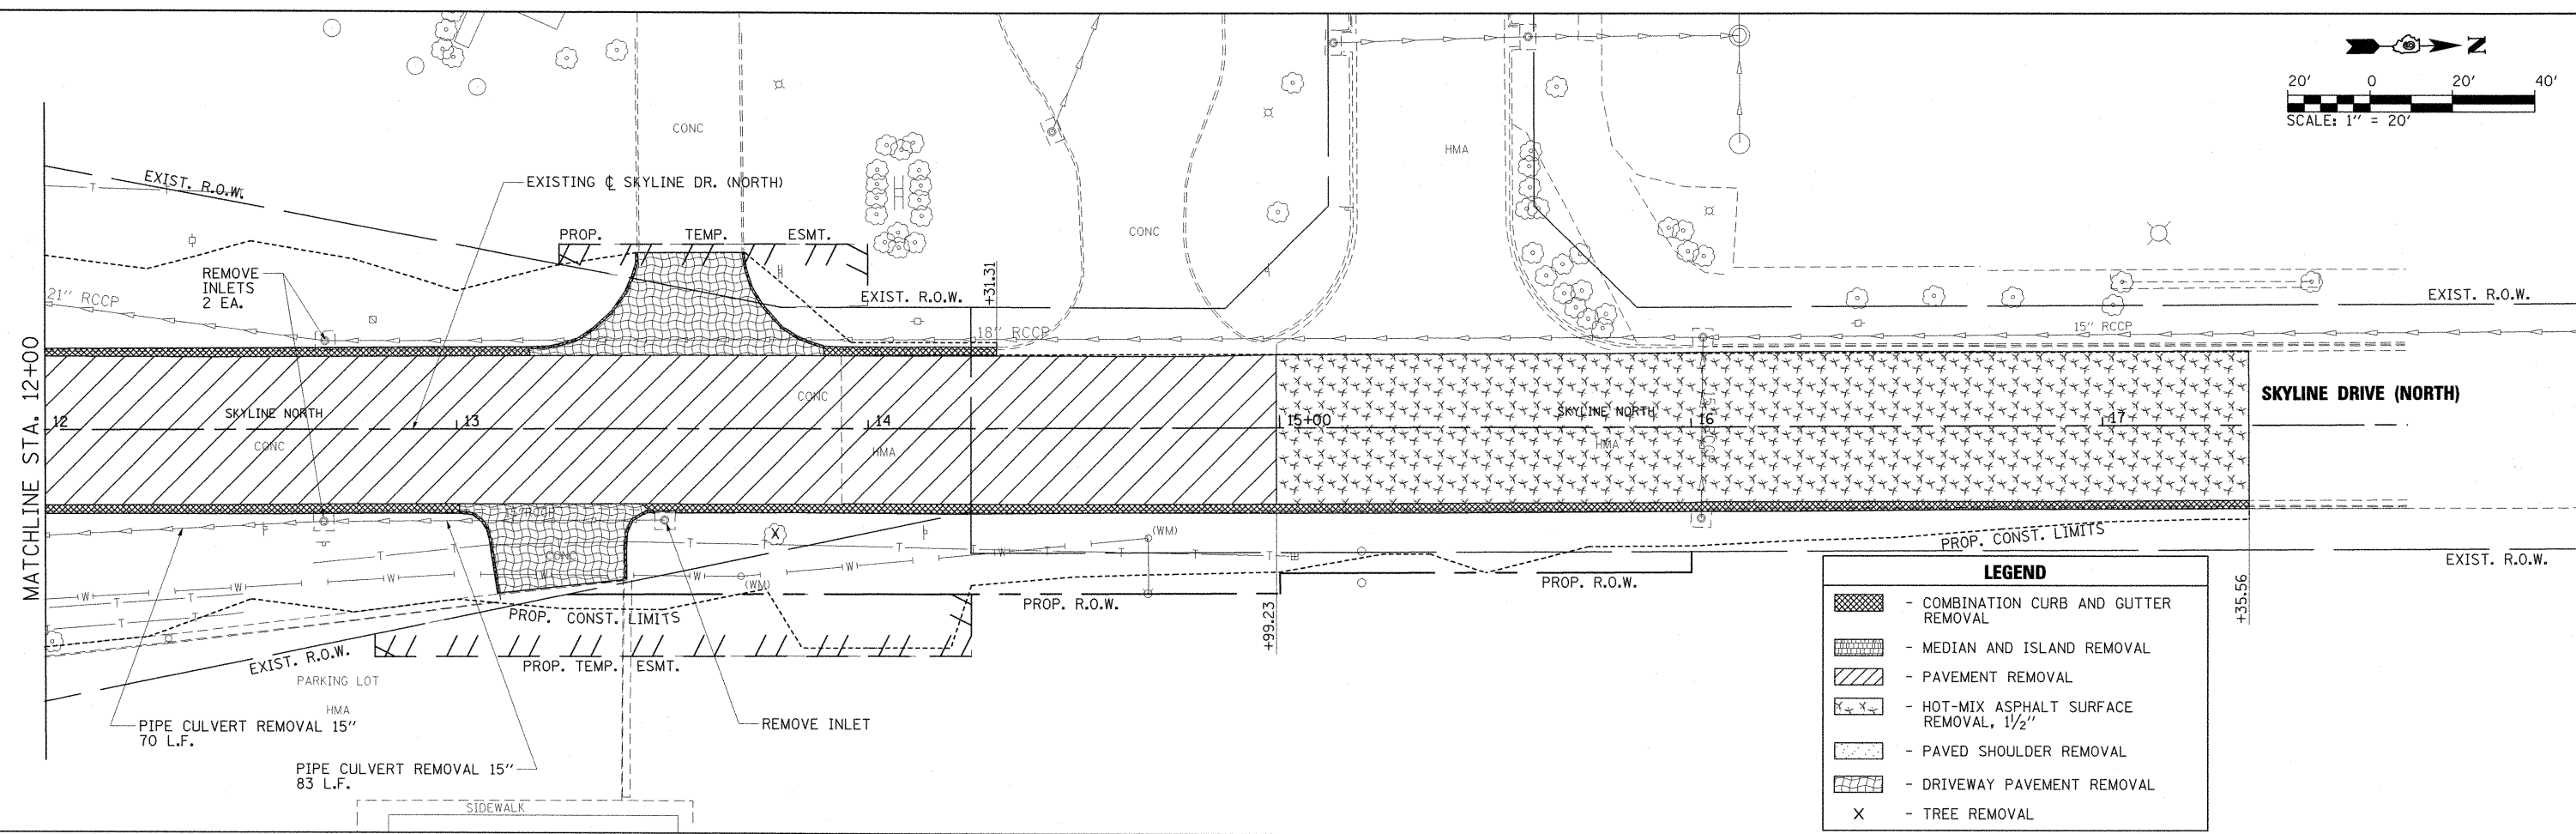 N
20' 0 20' 40'
SCALE: 1" = 20'
CONC
HMA
EXIST. R.O.W.
T
EXISTING ℄ SKYLINE DR. (NORTH)
PROP. TEMP. ESMT.
CONC
REMOVE
INLETS
2 EA.
21" RCCP
EXIST. R.O.W.
+31.31
18" RCCP
15" RCCP
EXIST. R.O.W.
MATCHLINE STA. 12+00
CONC
SKYLINE NORTH
SKYLINE NORTH
SKYLINE DRIVE (NORTH)
12
13
14
15+00
16
17
CONC
HMA
HMA
CONC
T
T
T
T
T
T
W
W
W
W
W
W
W
(WM)
(WM)
X
T
T
PROP. CONST. LIMITS
EXIST. R.O.W.
PROP. R.O.W.
PROP. R.O.W.
PROP. CONST. LIMITS
+99.23
+35.56
EXIST. R.O.W.
PROP. TEMP. ESMT.
PARKING LOT
HMA
PIPE CULVERT REMOVAL 15"
70 L.F.
REMOVE INLET
PIPE CULVERT REMOVAL 15"
83 L.F.
SIDEWALK
LEGEND
- COMBINATION CURB AND GUTTER
REMOVAL
- MEDIAN AND ISLAND REMOVAL
- PAVEMENT REMOVAL
- HOT-MIX ASPHALT SURFACE
REMOVAL, 1 1/2"
- PAVED SHOULDER REMOVAL
- DRIVEWAY PAVEMENT REMOVAL
X - TREE REMOVAL